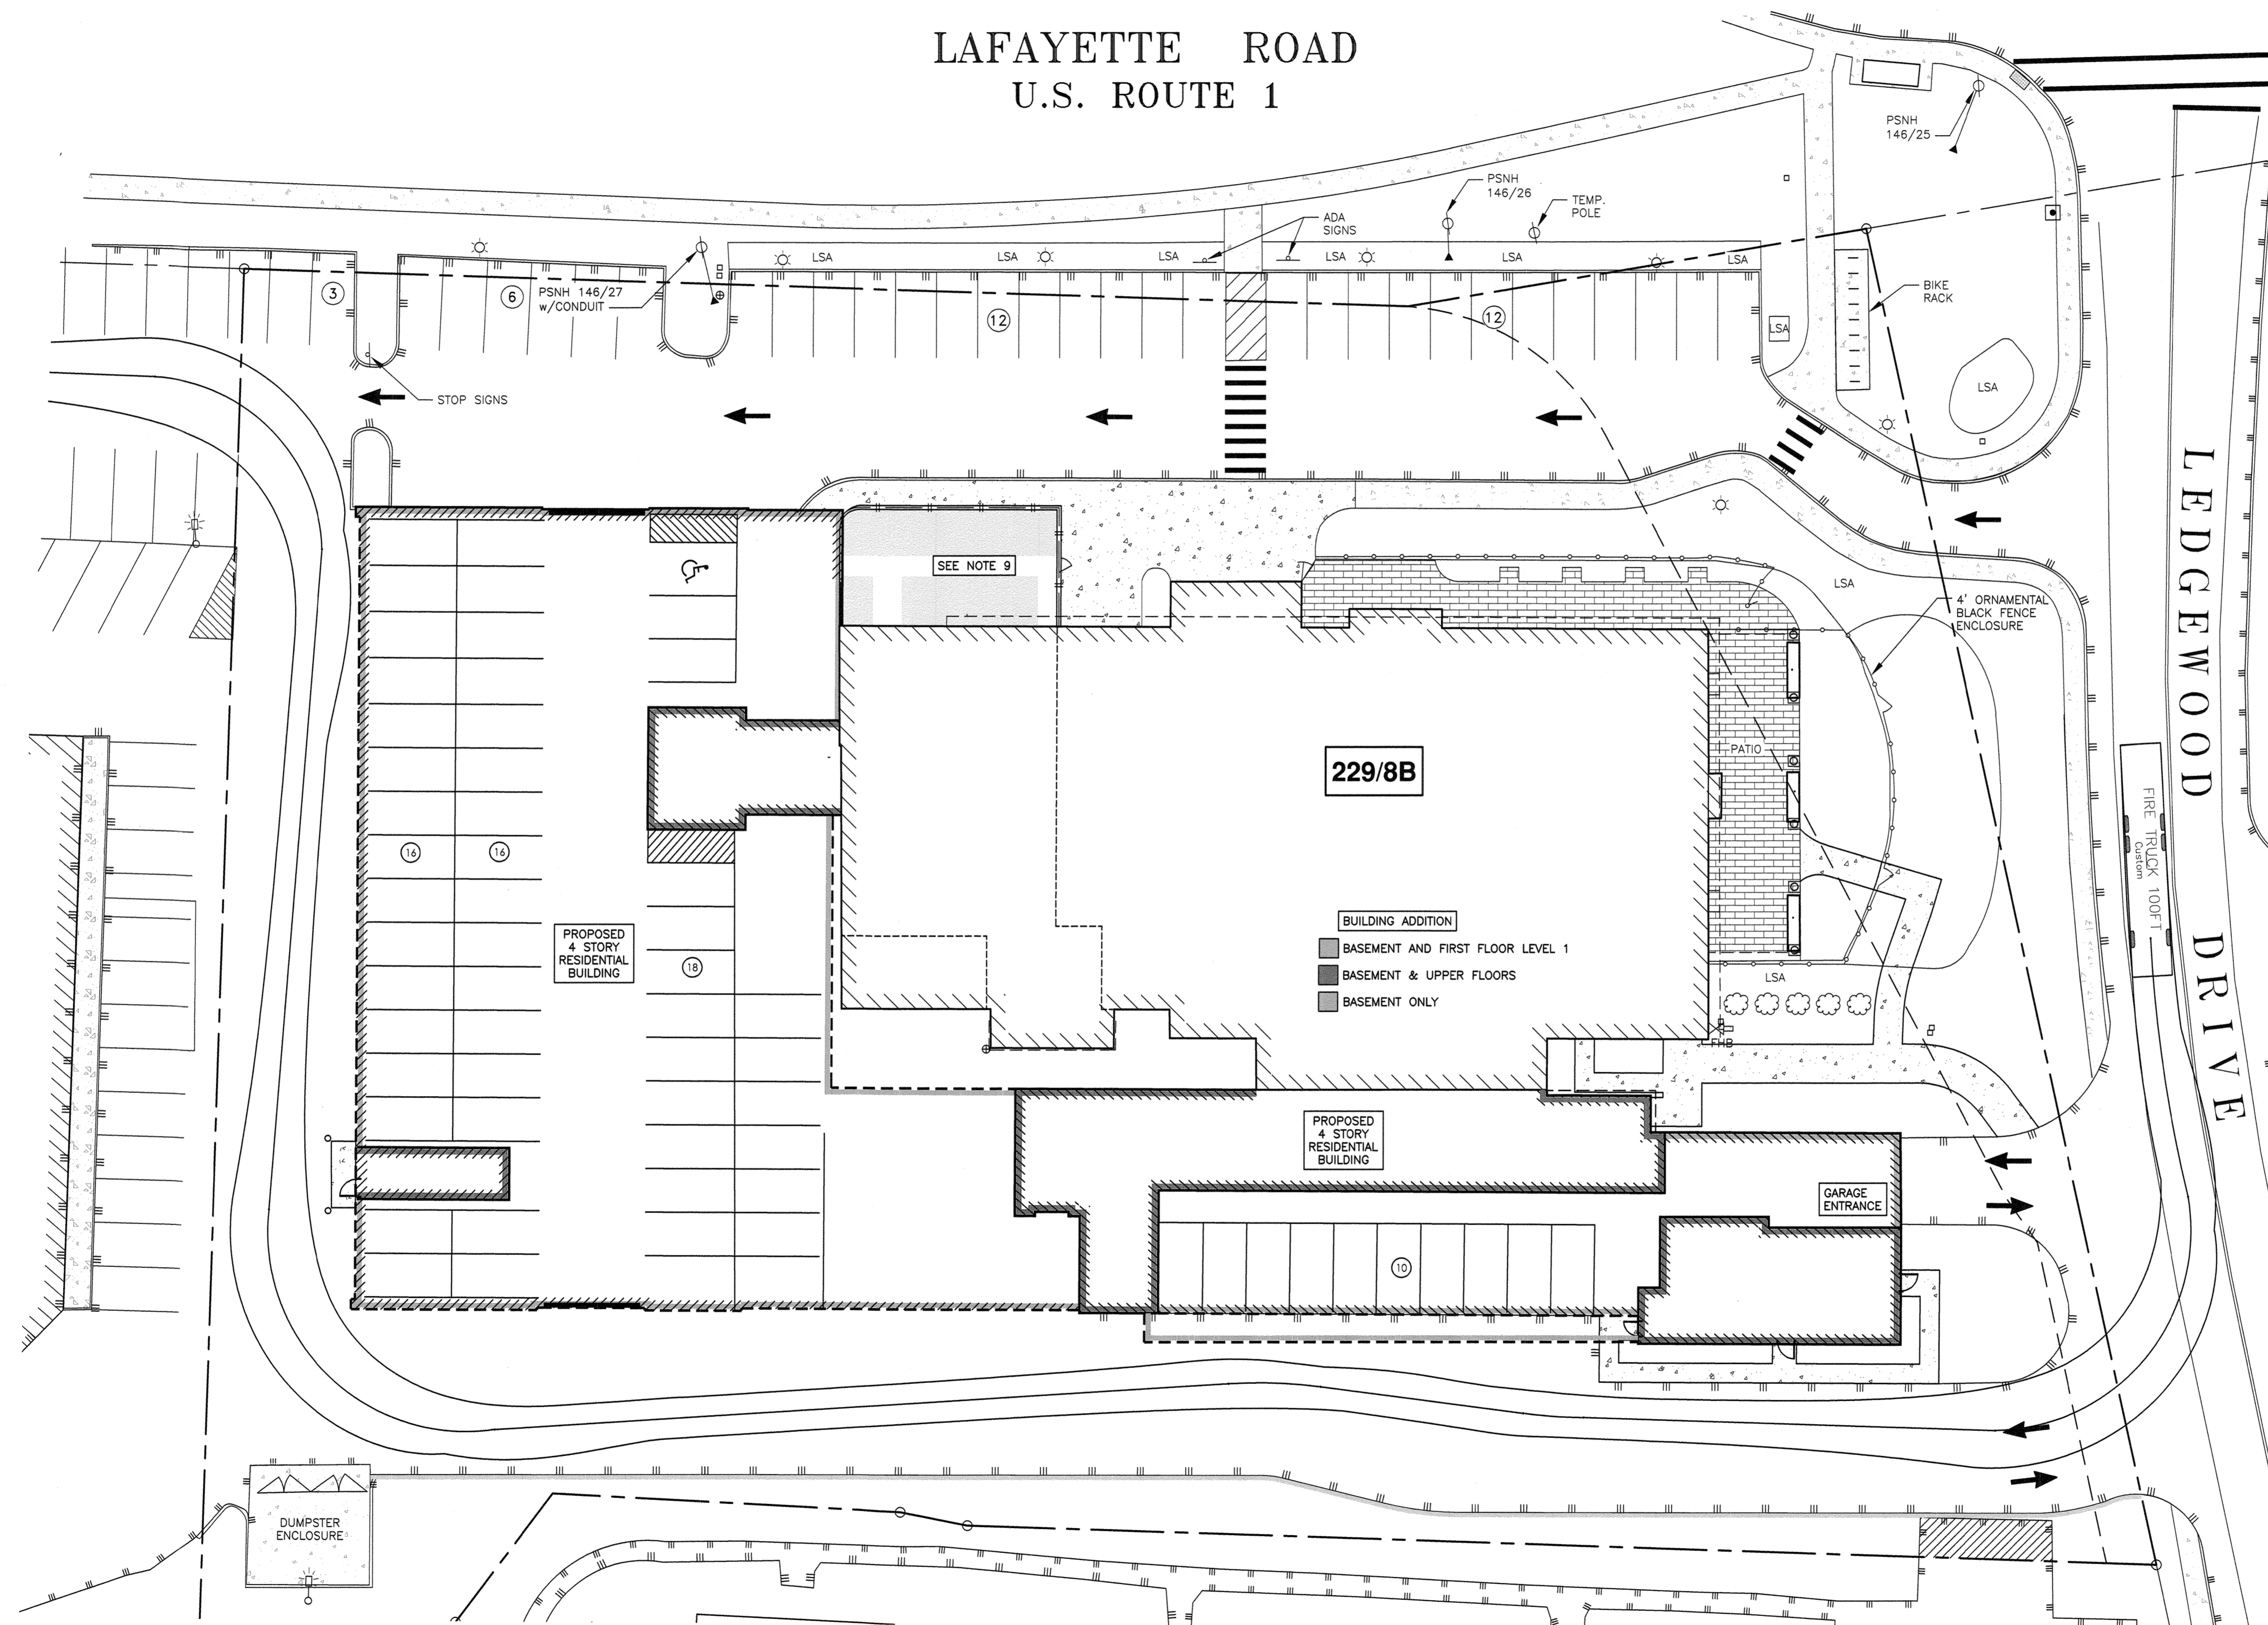 LAFAYETTE ROAD
U.S. ROUTE 1
PSNH
146/25
PSNH
146/26
TEMP.
POLE
ADA
SIGNS
LSA
LSA
LSA
LSA
LSA
LSA
3
6
PSNH 146/27
w/CONDUIT
12
12
LSA
BIKE
RACK
LSA
STOP SIGNS
LEDGEWOOD DRIVE
SEE NOTE 9
LSA
4' ORNAMENTAL
BLACK FENCE
ENCLOSURE
PATIO
229/8B
FIRE TRUCK 100FT
Custom
16
16
18
PROPOSED
4 STORY
RESIDENTIAL
BUILDING
BUILDING ADDITION
BASEMENT AND FIRST FLOOR LEVEL 1
BASEMENT & UPPER FLOORS
BASEMENT ONLY
LSA
FHB
PROPOSED
4 STORY
RESIDENTIAL
BUILDING
GARAGE
ENTRANCE
10
DUMPSTER
ENCLOSURE